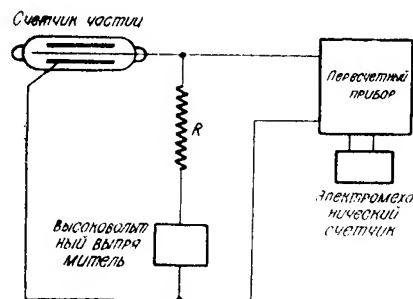 Счетчик частиц
Пересчетный
прибор
R
Высоковольт
ный выпря
митель
Электромеха
нический
счетчик